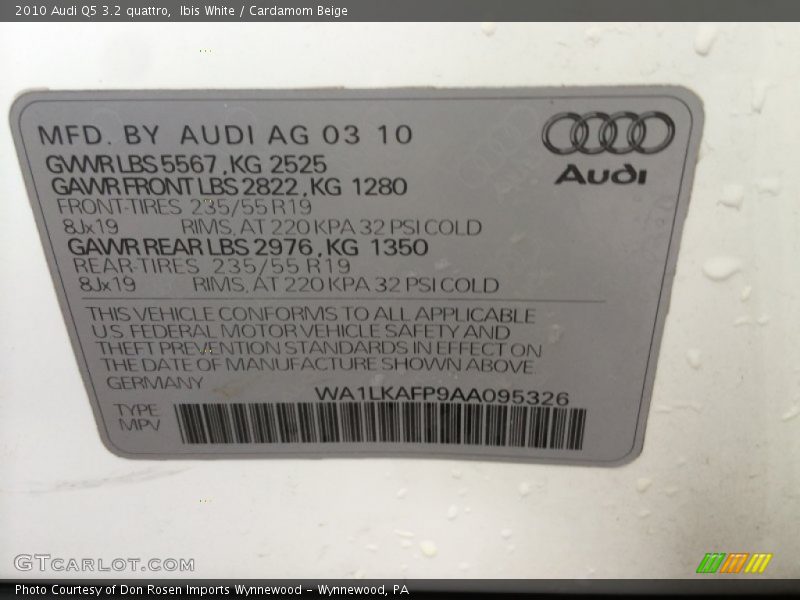 2010 Audi Q5 3.2 quattro,  Ibis White / Cardamom Beige
MFD. BY AUDI AG 03 10
Audi
GVWR LBS 5567, KG 2525
GAWR FRONT LBS 2822, KG 1280
FRONT-TIRES 235/55 R19
8Jx19 RIMS, AT 220 KPA 32 PSI COLD
GAWR REAR LBS 2976, KG 1350
REAR-TIRES 235/55 R19
8Jx19 RIMS, AT 220 KPA 32 PSI COLD
THIS VEHICLE CONFORMS TO ALL APPLICABLE
U.S. FEDERAL MOTOR VEHICLE SAFETY AND
THEFT PREVENTION STANDARDS IN EFFECT ON
THE DATE OF MANUFACTURE SHOWN ABOVE.
GERMANY
WA1LKAFP9AA095326
TYPE
MPV
GTCARLOT.COM
Photo Courtesy of Don Rosen Imports Wynnewood - Wynnewood, PA